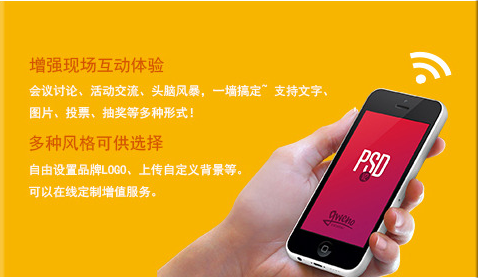 增强现场互动体验
会议讨论、活动交流、头脑风暴，一墙搞定”支持文字、
图片、投票、抽奖等多种形式！
多种风格可供选择
自由设置品牌LOGO、上传自定义背景等。
可以在线定制增值服务。
PSD